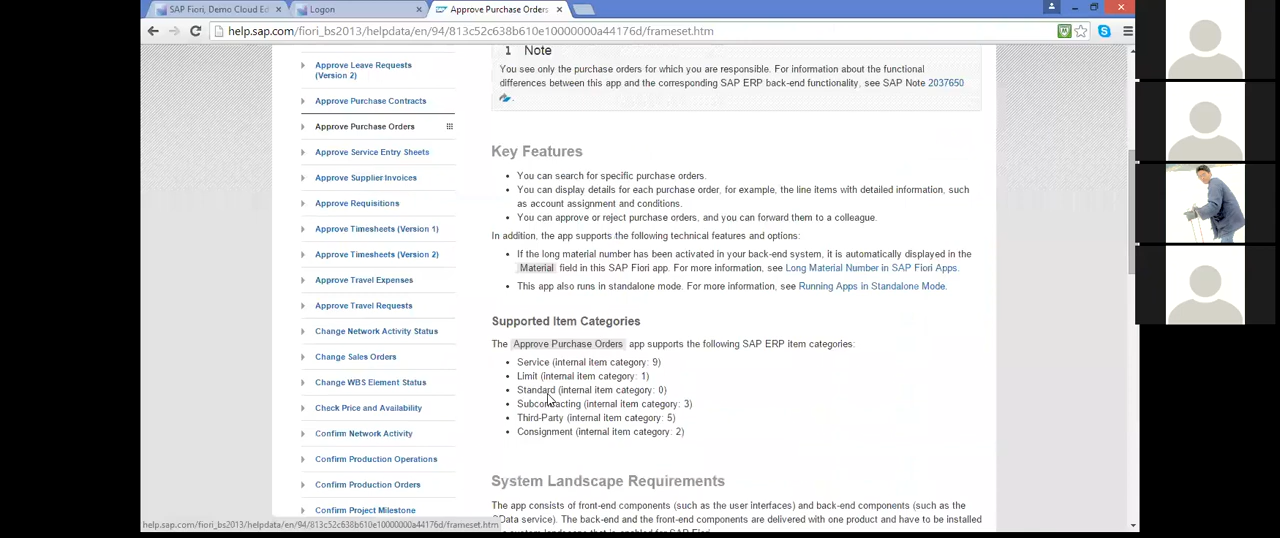 SAP Fiori, Demo Cloud Ed
Logon
Approve Purchase Orders
help.sap.com/fiori_bs2013/helpdata/en/94/813c52c638b610e10000000a44176d/frameset.htm
Approve Leave Requests
(Version 2)
Approve Purchase Contracts
Approve Purchase Orders
Approve Service Entry Sheets
Approve Supplier Invoices
Approve Requisitions
Approve Timesheets (Version 1)
Approve Timesheets (Version 2)
Approve Travel Expenses
Approve Travel Requests
Change Network Activity Status
Change Sales Orders
Change WBS Element Status
Check Price and Availability
Confirm Network Activity
Confirm Production Operations
Confirm Production Orders
Confirm Project Milestone
1 Note
You see only the purchase orders for which you are responsible. For information about the functional
differences between this app and the corresponding SAP ERP back-end functionality, see SAP Note 2037650
.
Key Features
• You can search for specific purchase orders.
• You can display details for each purchase order, for example, the line items with detailed information, such
as account assignment and conditions.
• You can approve or reject purchase orders, and you can forward them to a colleague.
In addition, the app supports the following technical features and options:
• If the long material number has been activated in your back-end system, it is automatically displayed in the
Material field in this SAP Fiori app. For more information, see Long Material Number in SAP Fiori Apps.
• This app also runs in standalone mode. For more information, see Running Apps in Standalone Mode.
Supported Item Categories
The Approve Purchase Orders app supports the following SAP ERP item categories:
• Service (internal item category: 9)
• Limit (internal item category: 1)
• Standard (internal item category: 0)
• Subcontracting (internal item category: 3)
• Third-Party (internal item category: 5)
• Consignment (internal item category: 2)
System Landscape Requirements
The app consists of front-end components (such as the user interfaces) and back-end components (such as the
OData service). The back-end and the front-end components are delivered with one product and have to be installed
help.sap.com/fiori_bs2013/helpdata/en/94/813c52c638b610e10000000a44176d/frameset.htm